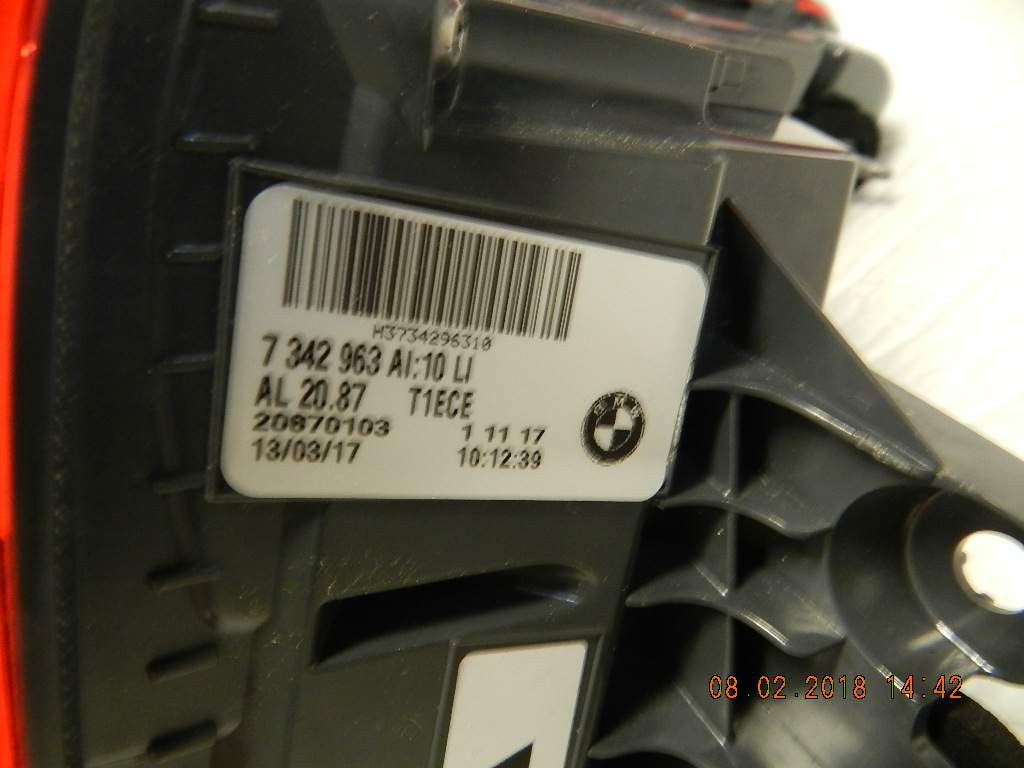 H3734296310
7 342 963 AI:10 LI
AL 20.87 T1ECE
20870103 1 11 17
13/03/17 10:12:39
BMW
08.02.2018 14:42